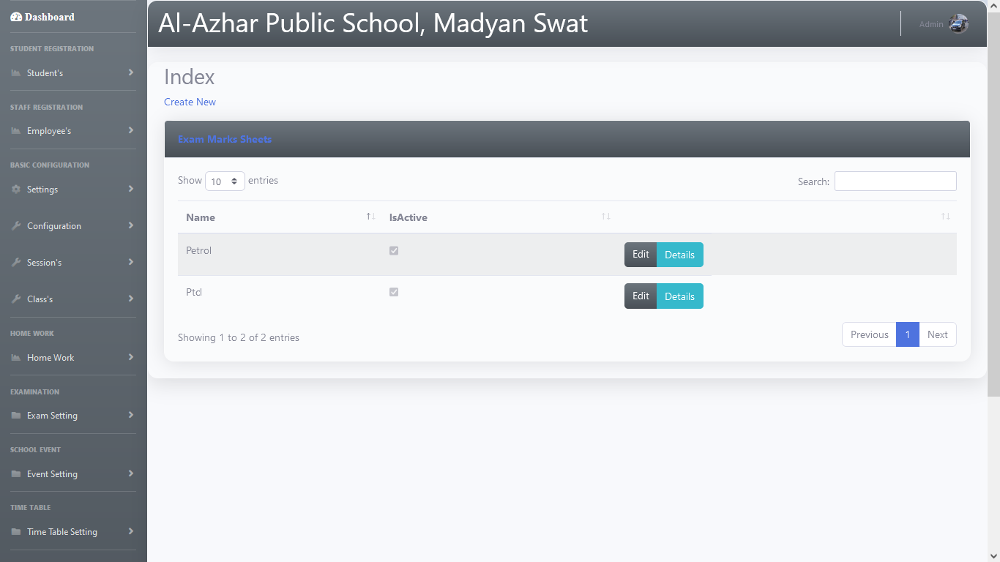 Dashboard
STUDENT REGISTRATION
Student's
STAFF REGISTRATION
Employee's
BASIC CONFIGURATION
Settings
Configuration
Session's
Class's
HOME WORK
Home Work
EXAMINATION
Exam Setting
SCHOOL EVENT
Event Setting
TIME TABLE
Time Table Setting
Al-Azhar Public School, Madyan Swat
Admin
Index
Create New
Exam Marks Sheets
Show 10 entries
Search:
Name IsActive
Petrol Edit Details
Ptcl Edit Details
Showing 1 to 2 of 2 entries
Previous 1 Next